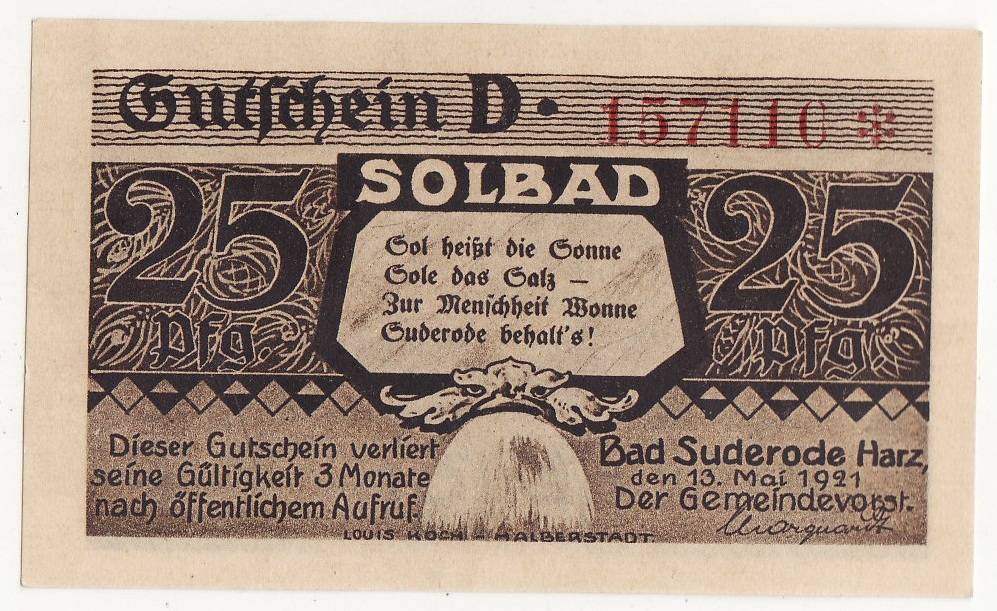 Gutschein D. 157110 *
25 Pfg.
SOLBAD
Sol heißt die Sonne
Sole das Salz –
Zur Menschheit Wonne
Suderode behalt's!
25 Pfg.
Dieser Gutschein verliert
seine Gültigkeit 3 Monate
nach öffentlichem Aufruf.
Bad Suderode Harz,
den 13. Mai 1921
Der Gemeindevorst.
Marquardt
LOUIS KOCH – HALBERSTADT